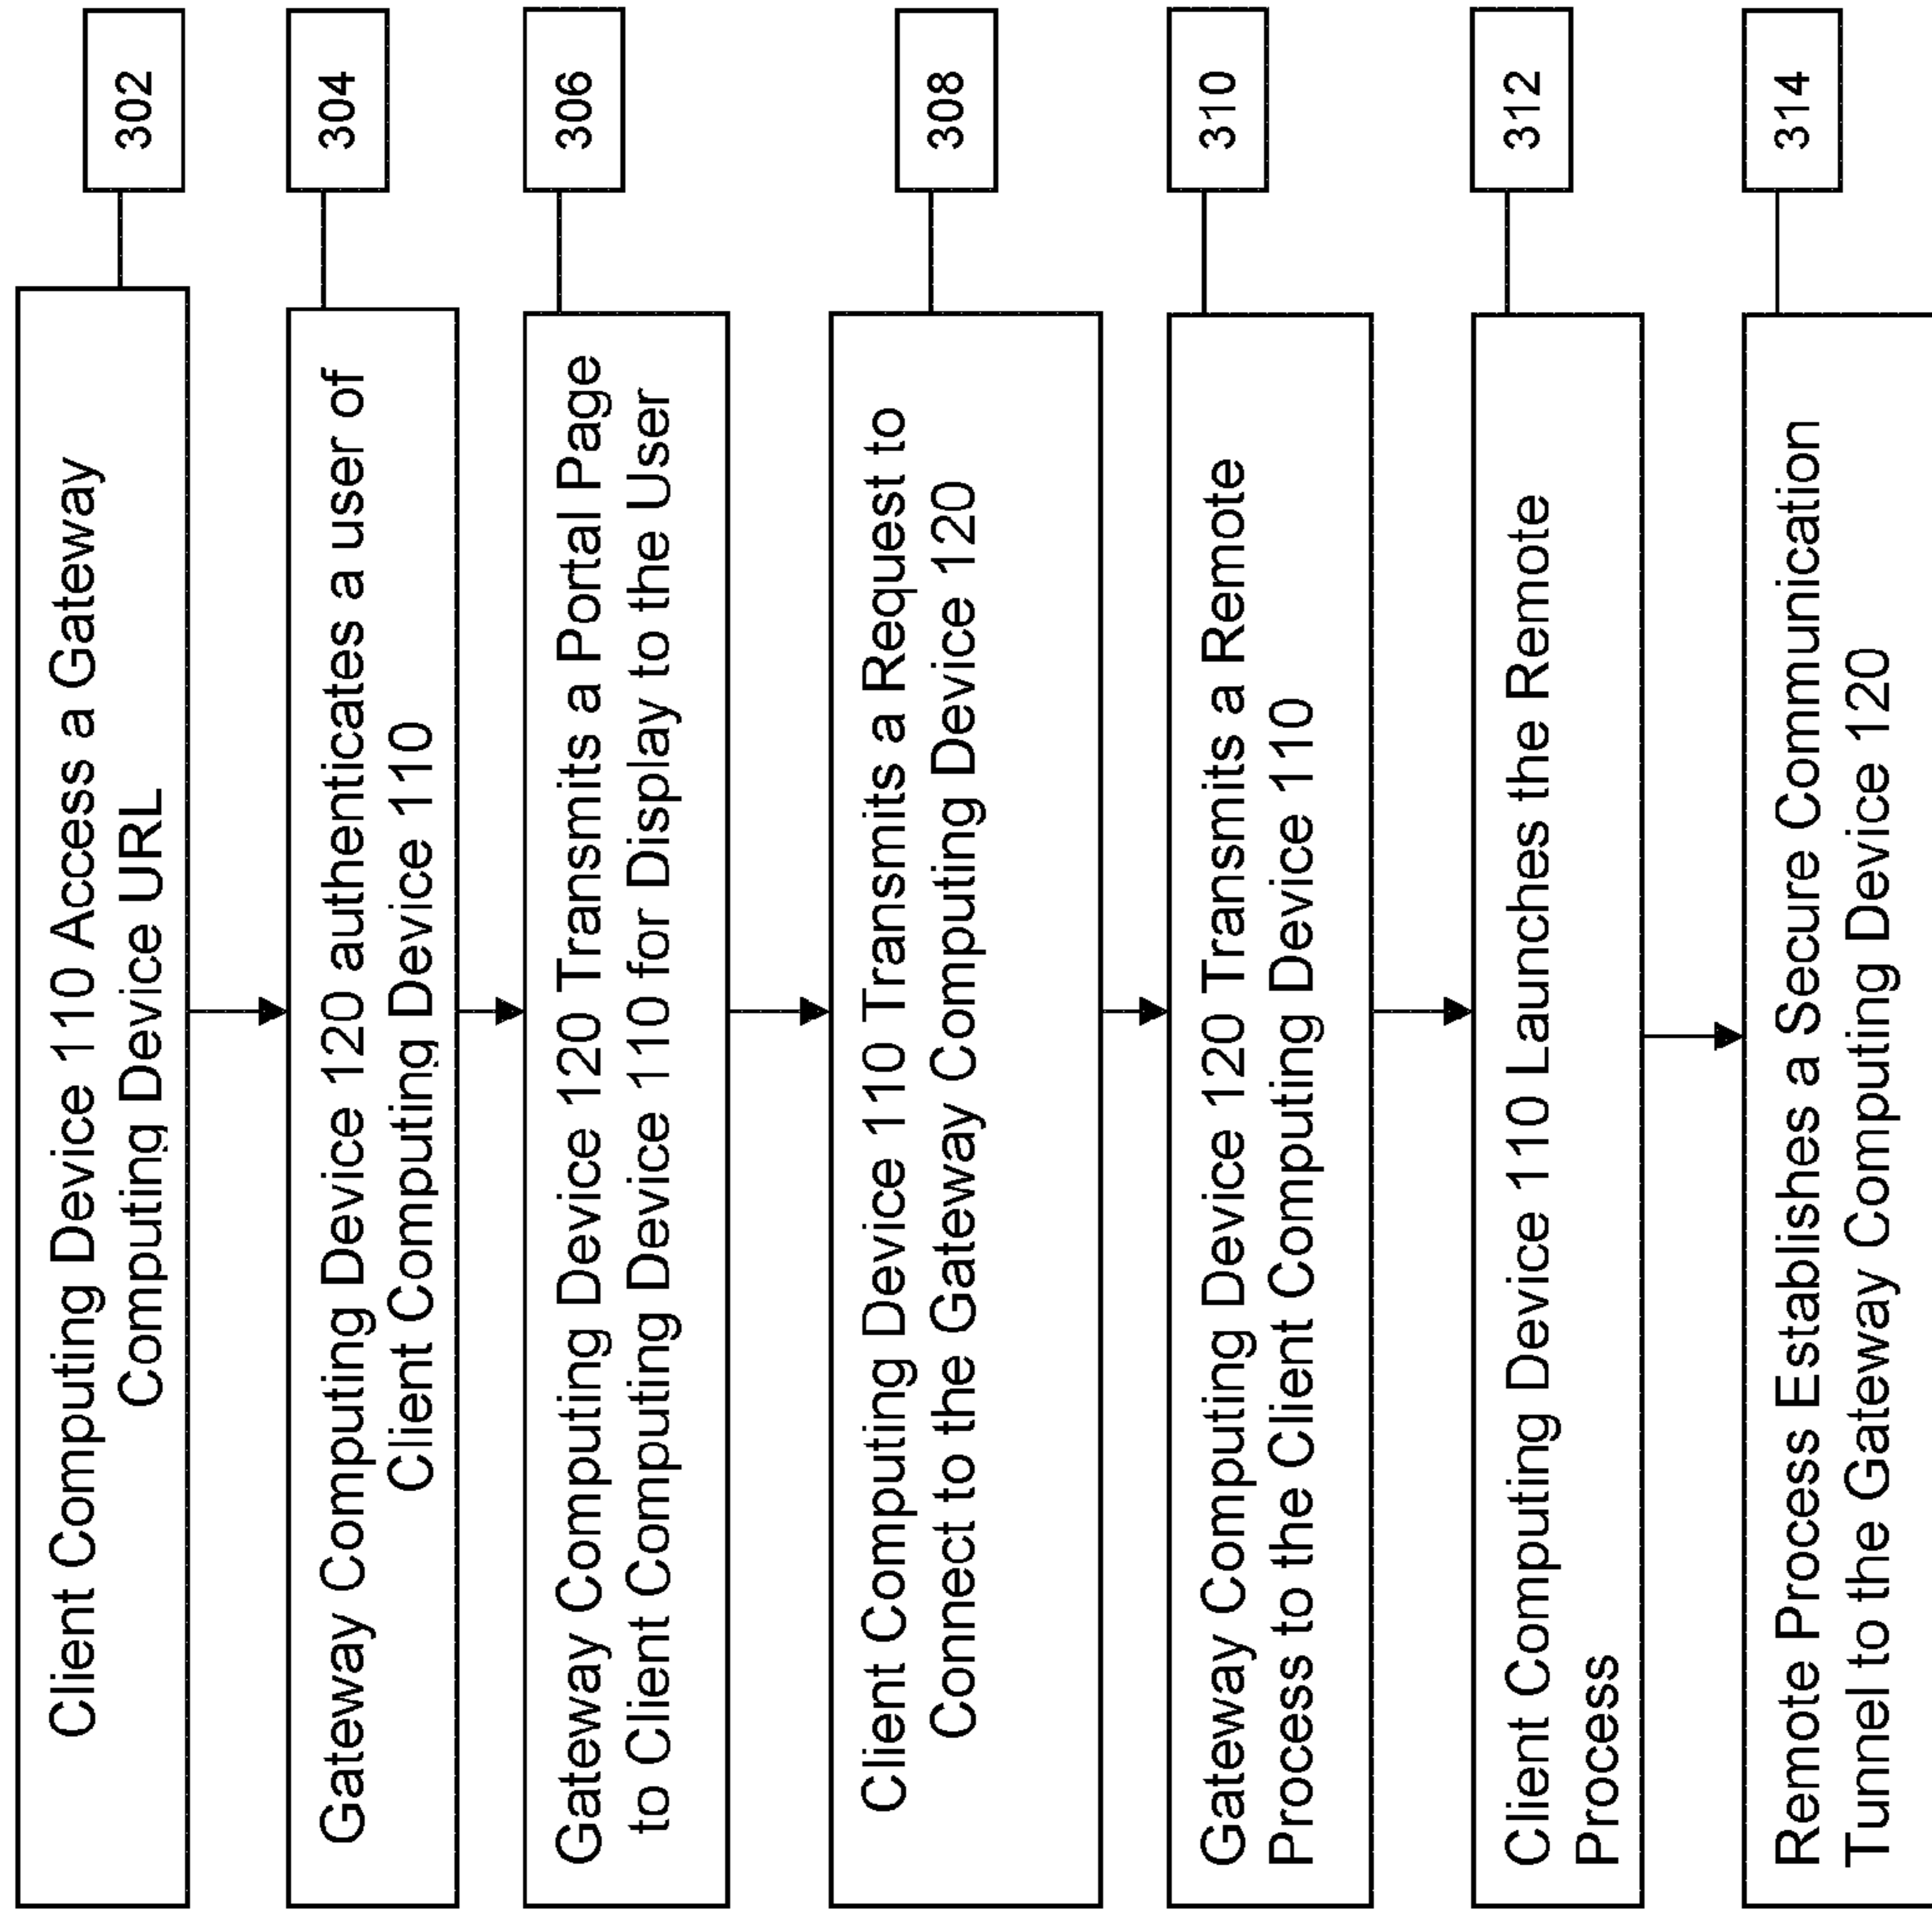 Client Computing Device 110 Access a Gateway
Computing Device URL
302
Gateway Computing Device 120 authenticates a user of
Client Computing Device 110
304
Gateway Computing Device 120 Transmits a Portal Page
to Client Computing Device 110 for Display to the User
306
Client Computing Device 110 Transmits a Request to
Connect to the Gateway Computing Device 120
308
Gateway Computing Device 120 Transmits a Remote
Process to the Client Computing Device 110
310
Client Computing Device 110 Launches the Remote
Process
312
Remote Process Establishes a Secure Communication
Tunnel to the Gateway Computing Device 120
314